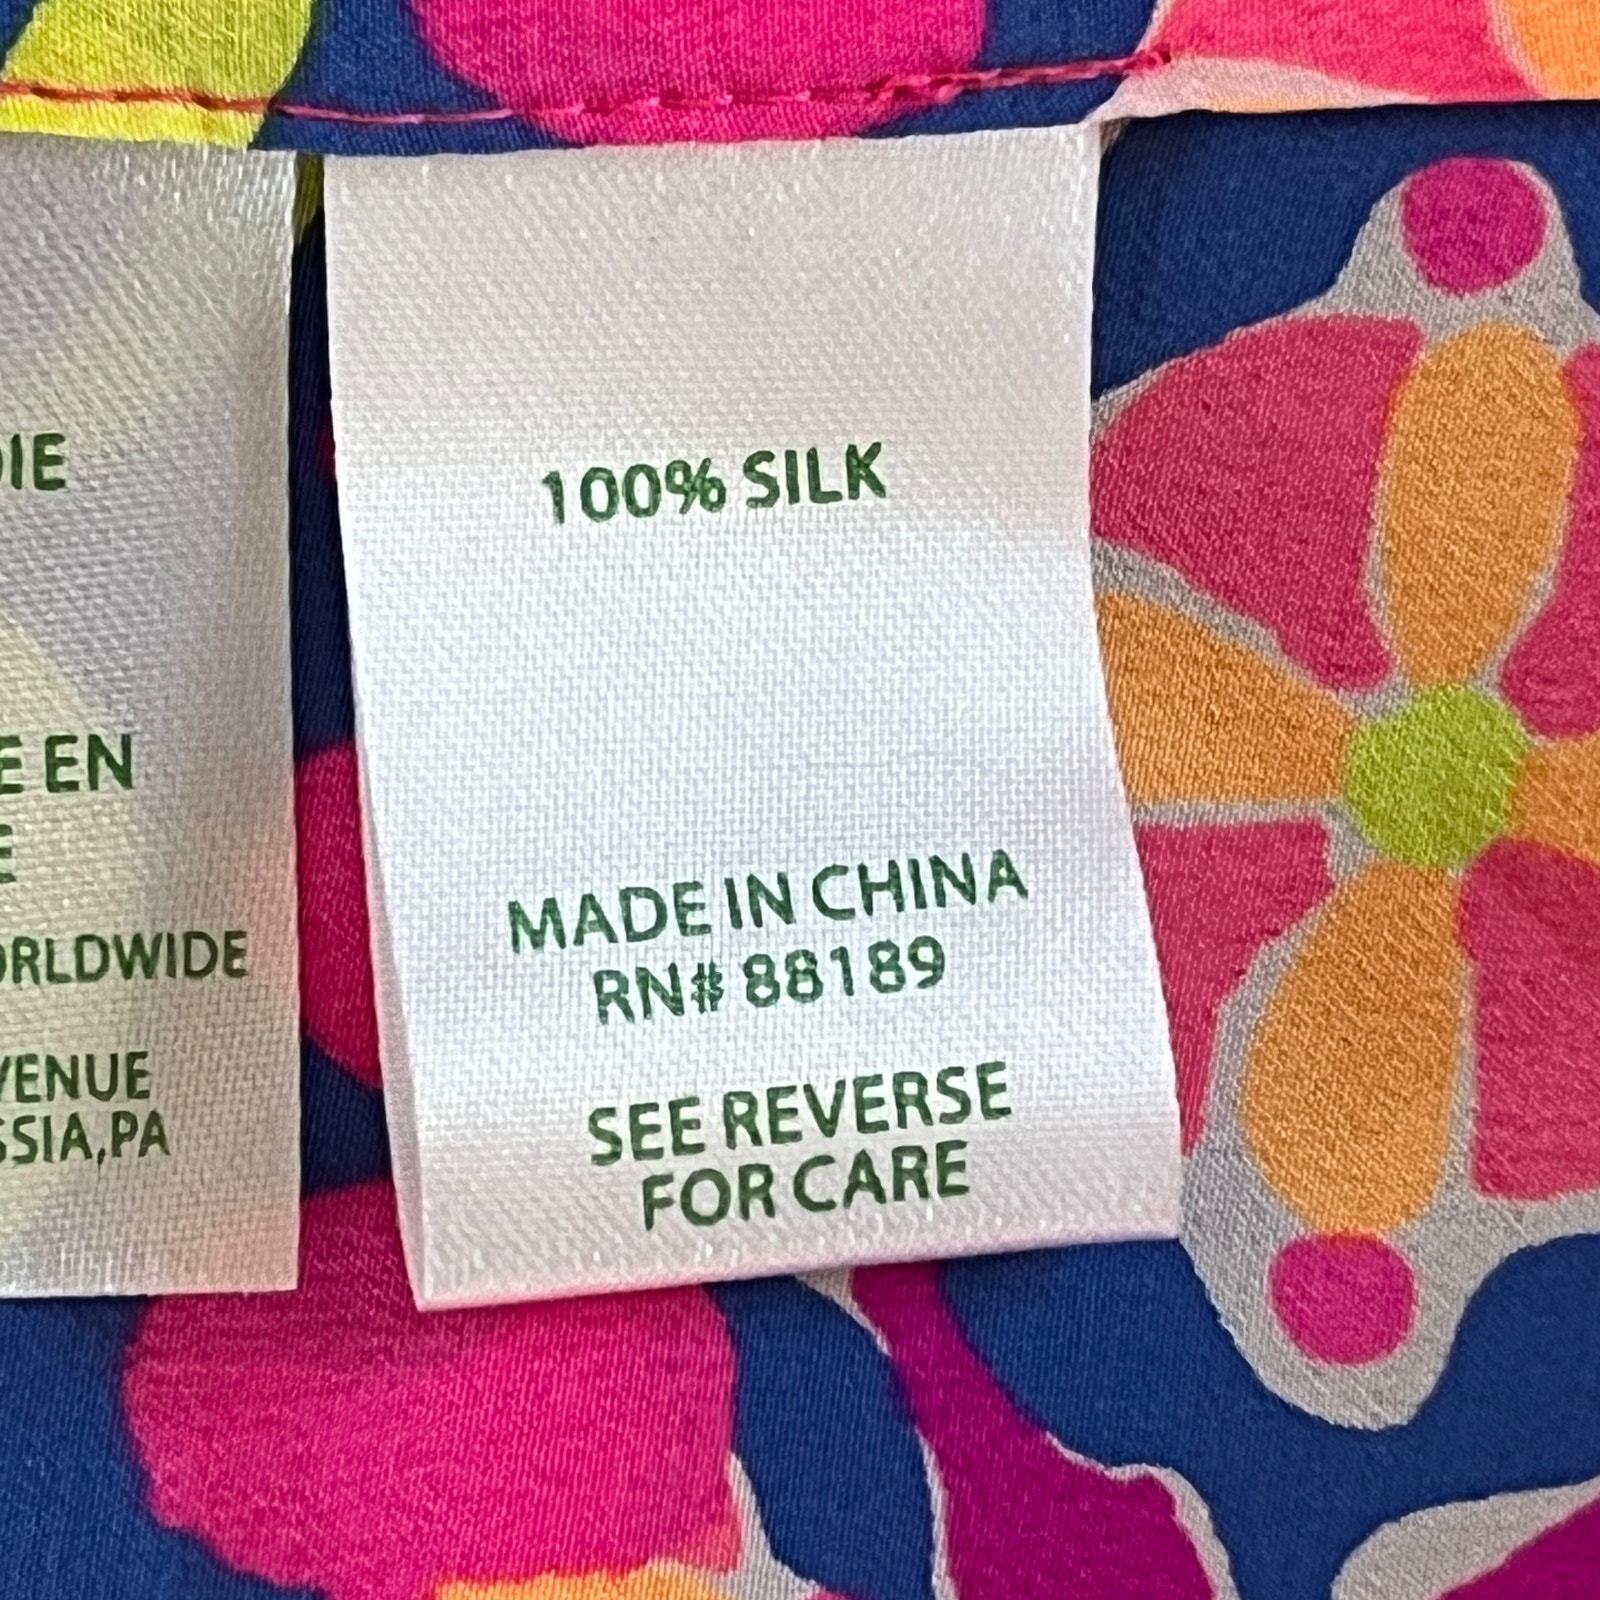 DIE
E EN
E
ORLDWIDE
VENUE
SSIA,PA
100% SILK
MADE IN CHINA
RN# 88189
SEE REVERSE
FOR CARE